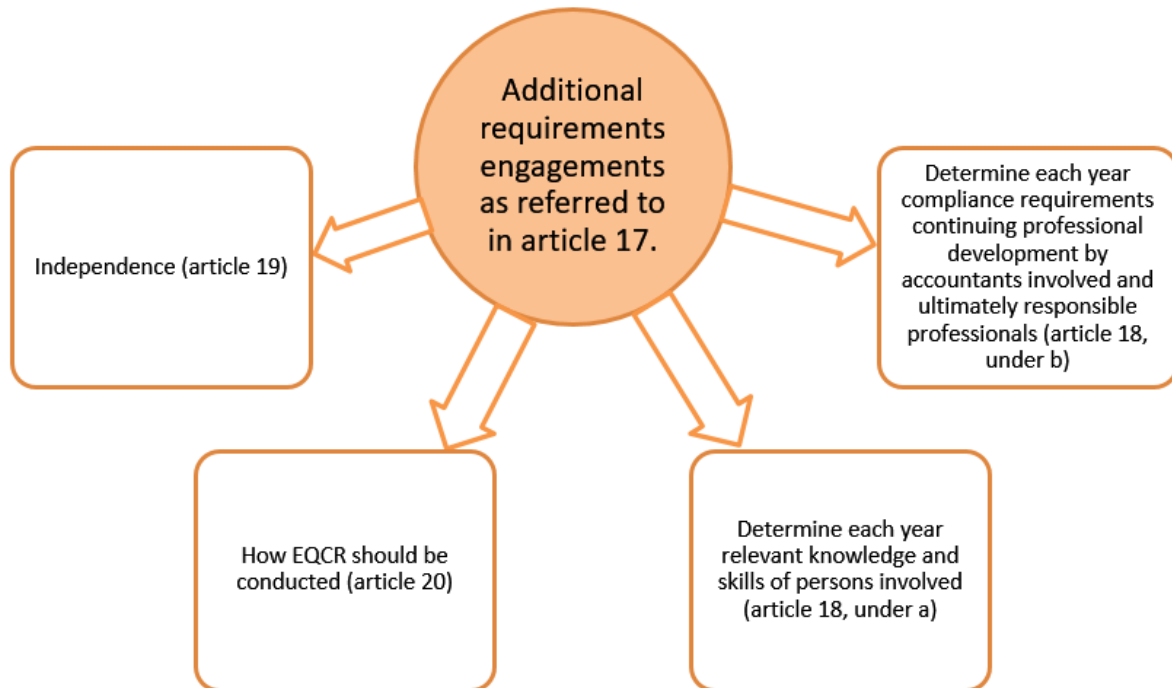 Additional
requirements
engagements
as referred to
in article 17.
Independence (article 19)
How EQCR should be
conducted (article 20)
Determine each year
relevant knowledge and
skills of persons involved
(article 18, under a)
Determine each year
compliance requirements
continuing professional
development by
accountants involved and
ultimately responsible
professionals (article 18,
under b)